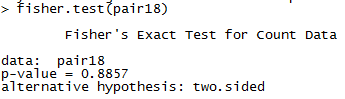 > fisher.test(pair18)
Fisher's Exact Test for Count Data
data:  pair18
p-value = 0.8857
alternative hypothesis: two.sided